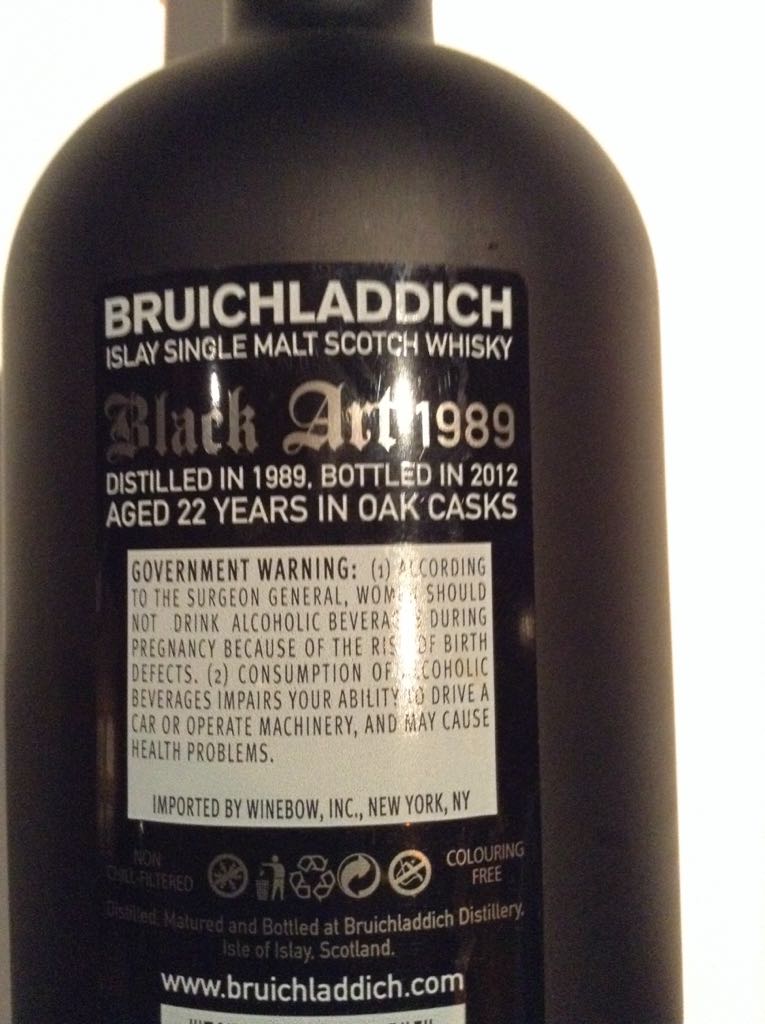 BRUICHLADDICH
ISLAY SINGLE MALT SCOTCH WHISKY
Black Art 1989
DISTILLED IN 1989, BOTTLED IN 2012
AGED 22 YEARS IN OAK CASKS
GOVERNMENT WARNING: (1) ACCORDING
TO THE SURGEON GENERAL, WOMEN SHOULD
NOT DRINK ALCOHOLIC BEVERAGES DURING
PREGNANCY BECAUSE OF THE RISK OF BIRTH
DEFECTS. (2) CONSUMPTION OF ALCOHOLIC
BEVERAGES IMPAIRS YOUR ABILITY TO DRIVE A
CAR OR OPERATE MACHINERY, AND MAY CAUSE
HEALTH PROBLEMS.
IMPORTED BY WINEBOW, INC., NEW YORK, NY
NON
CHILL-FILTERED
COLOURING
FREE
Distilled, Matured and Bottled at Bruichladdich Distillery,
Isle of Islay, Scotland.
www.bruichladdich.com